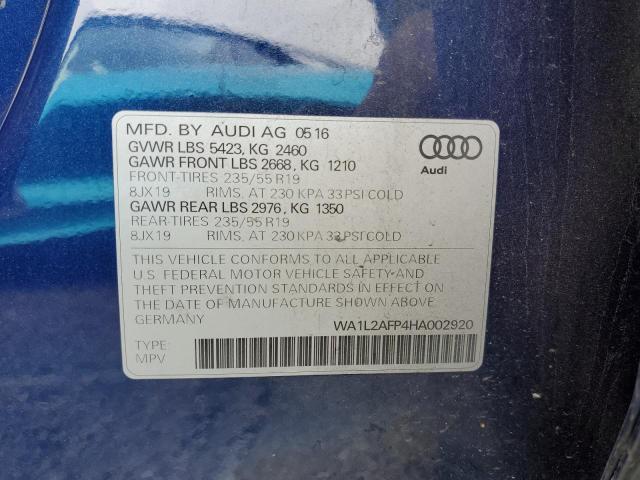 MFD. BY AUDI AG 05 16
GVWR LBS 5423, KG 2460
GAWR FRONT LBS 2668, KG 1210
FRONT-TIRES 235/55 R19
8JX19 RIMS, AT 230 KPA 33 PSI COLD
GAWR REAR LBS 2976, KG 1350
REAR-TIRES 235/55 R19
8JX19 RIMS, AT 230 KPA 33 PSI COLD
Audi
THIS VEHICLE CONFORMS TO ALL APPLICABLE
U.S. FEDERAL MOTOR VEHICLE SAFETY-AND
THEFT PREVENTION STANDARDS IN EFFECT ON
THE DATE OF MANUFACTURE SHOWN ABOVE
GERMANY
WA1L2AFP4HA002920
TYPE:
MPV